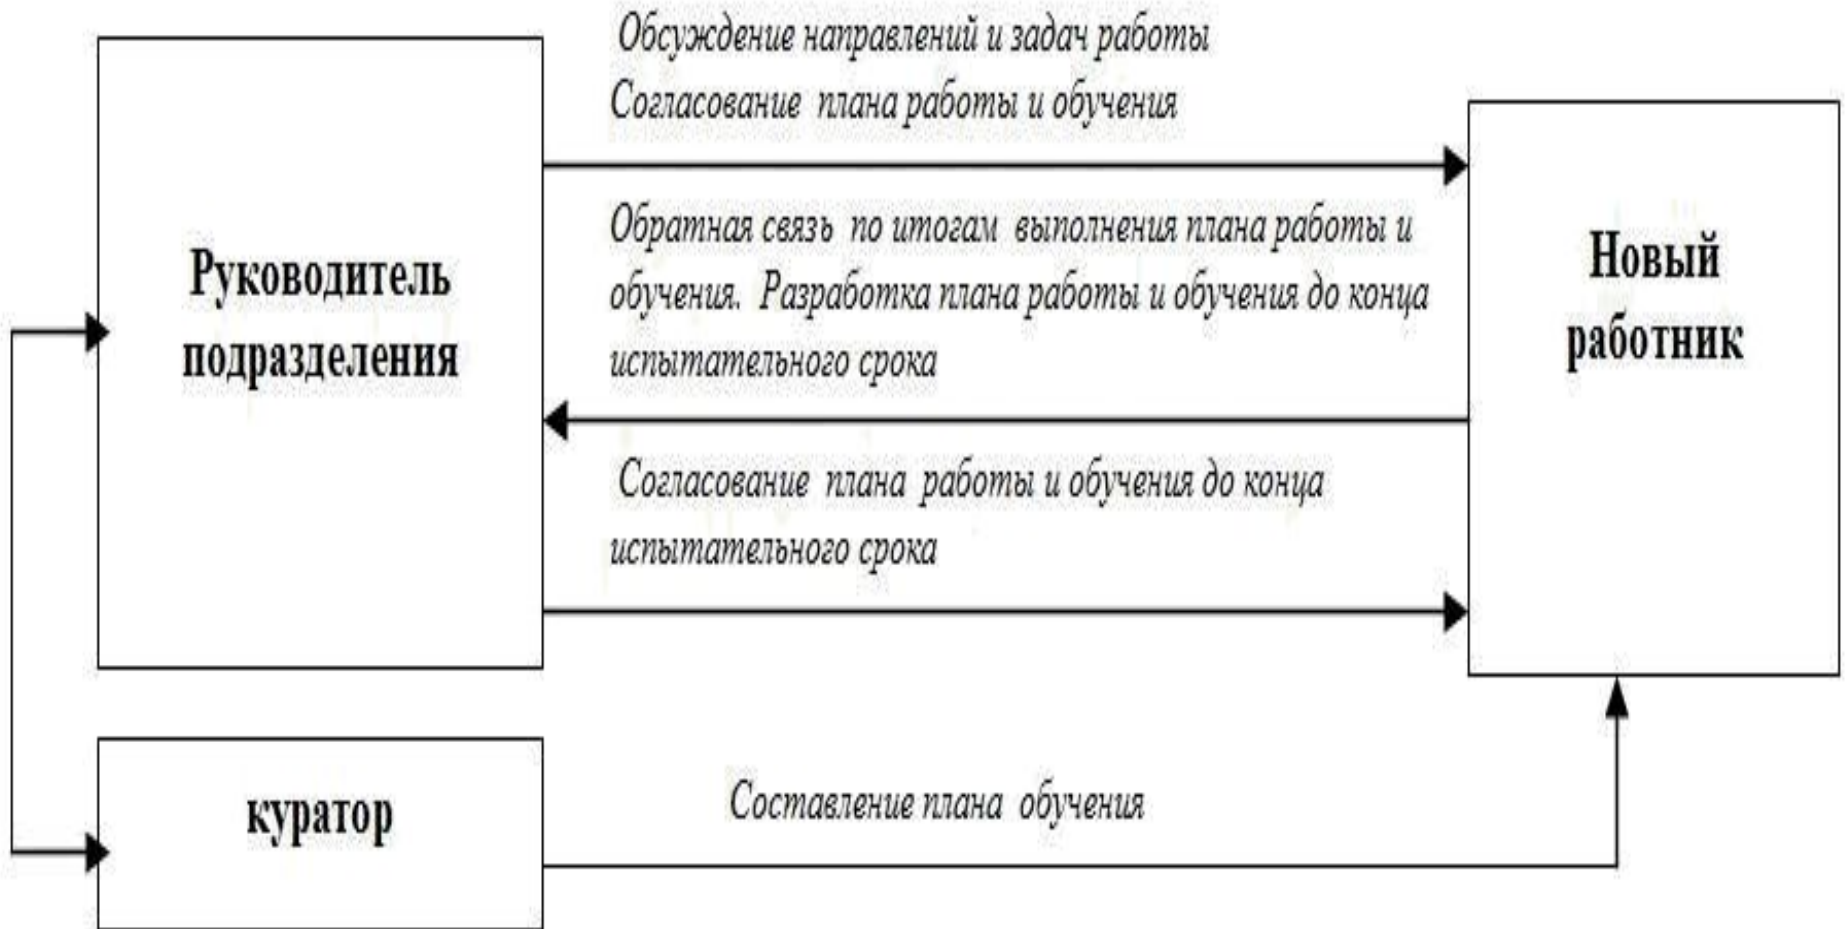 Обсуждение направлений и задач работы
Согласование плана работы и обучения
Руководитель
подразделения
Обратная связь по итогам выполнения плана работы и
обучения. Разработка плана работы и обучения до конца
испытательного срока
Новый
работник
Согласование плана работы и обучения до конца
испытательного срока
куратор
Составление плана обучения